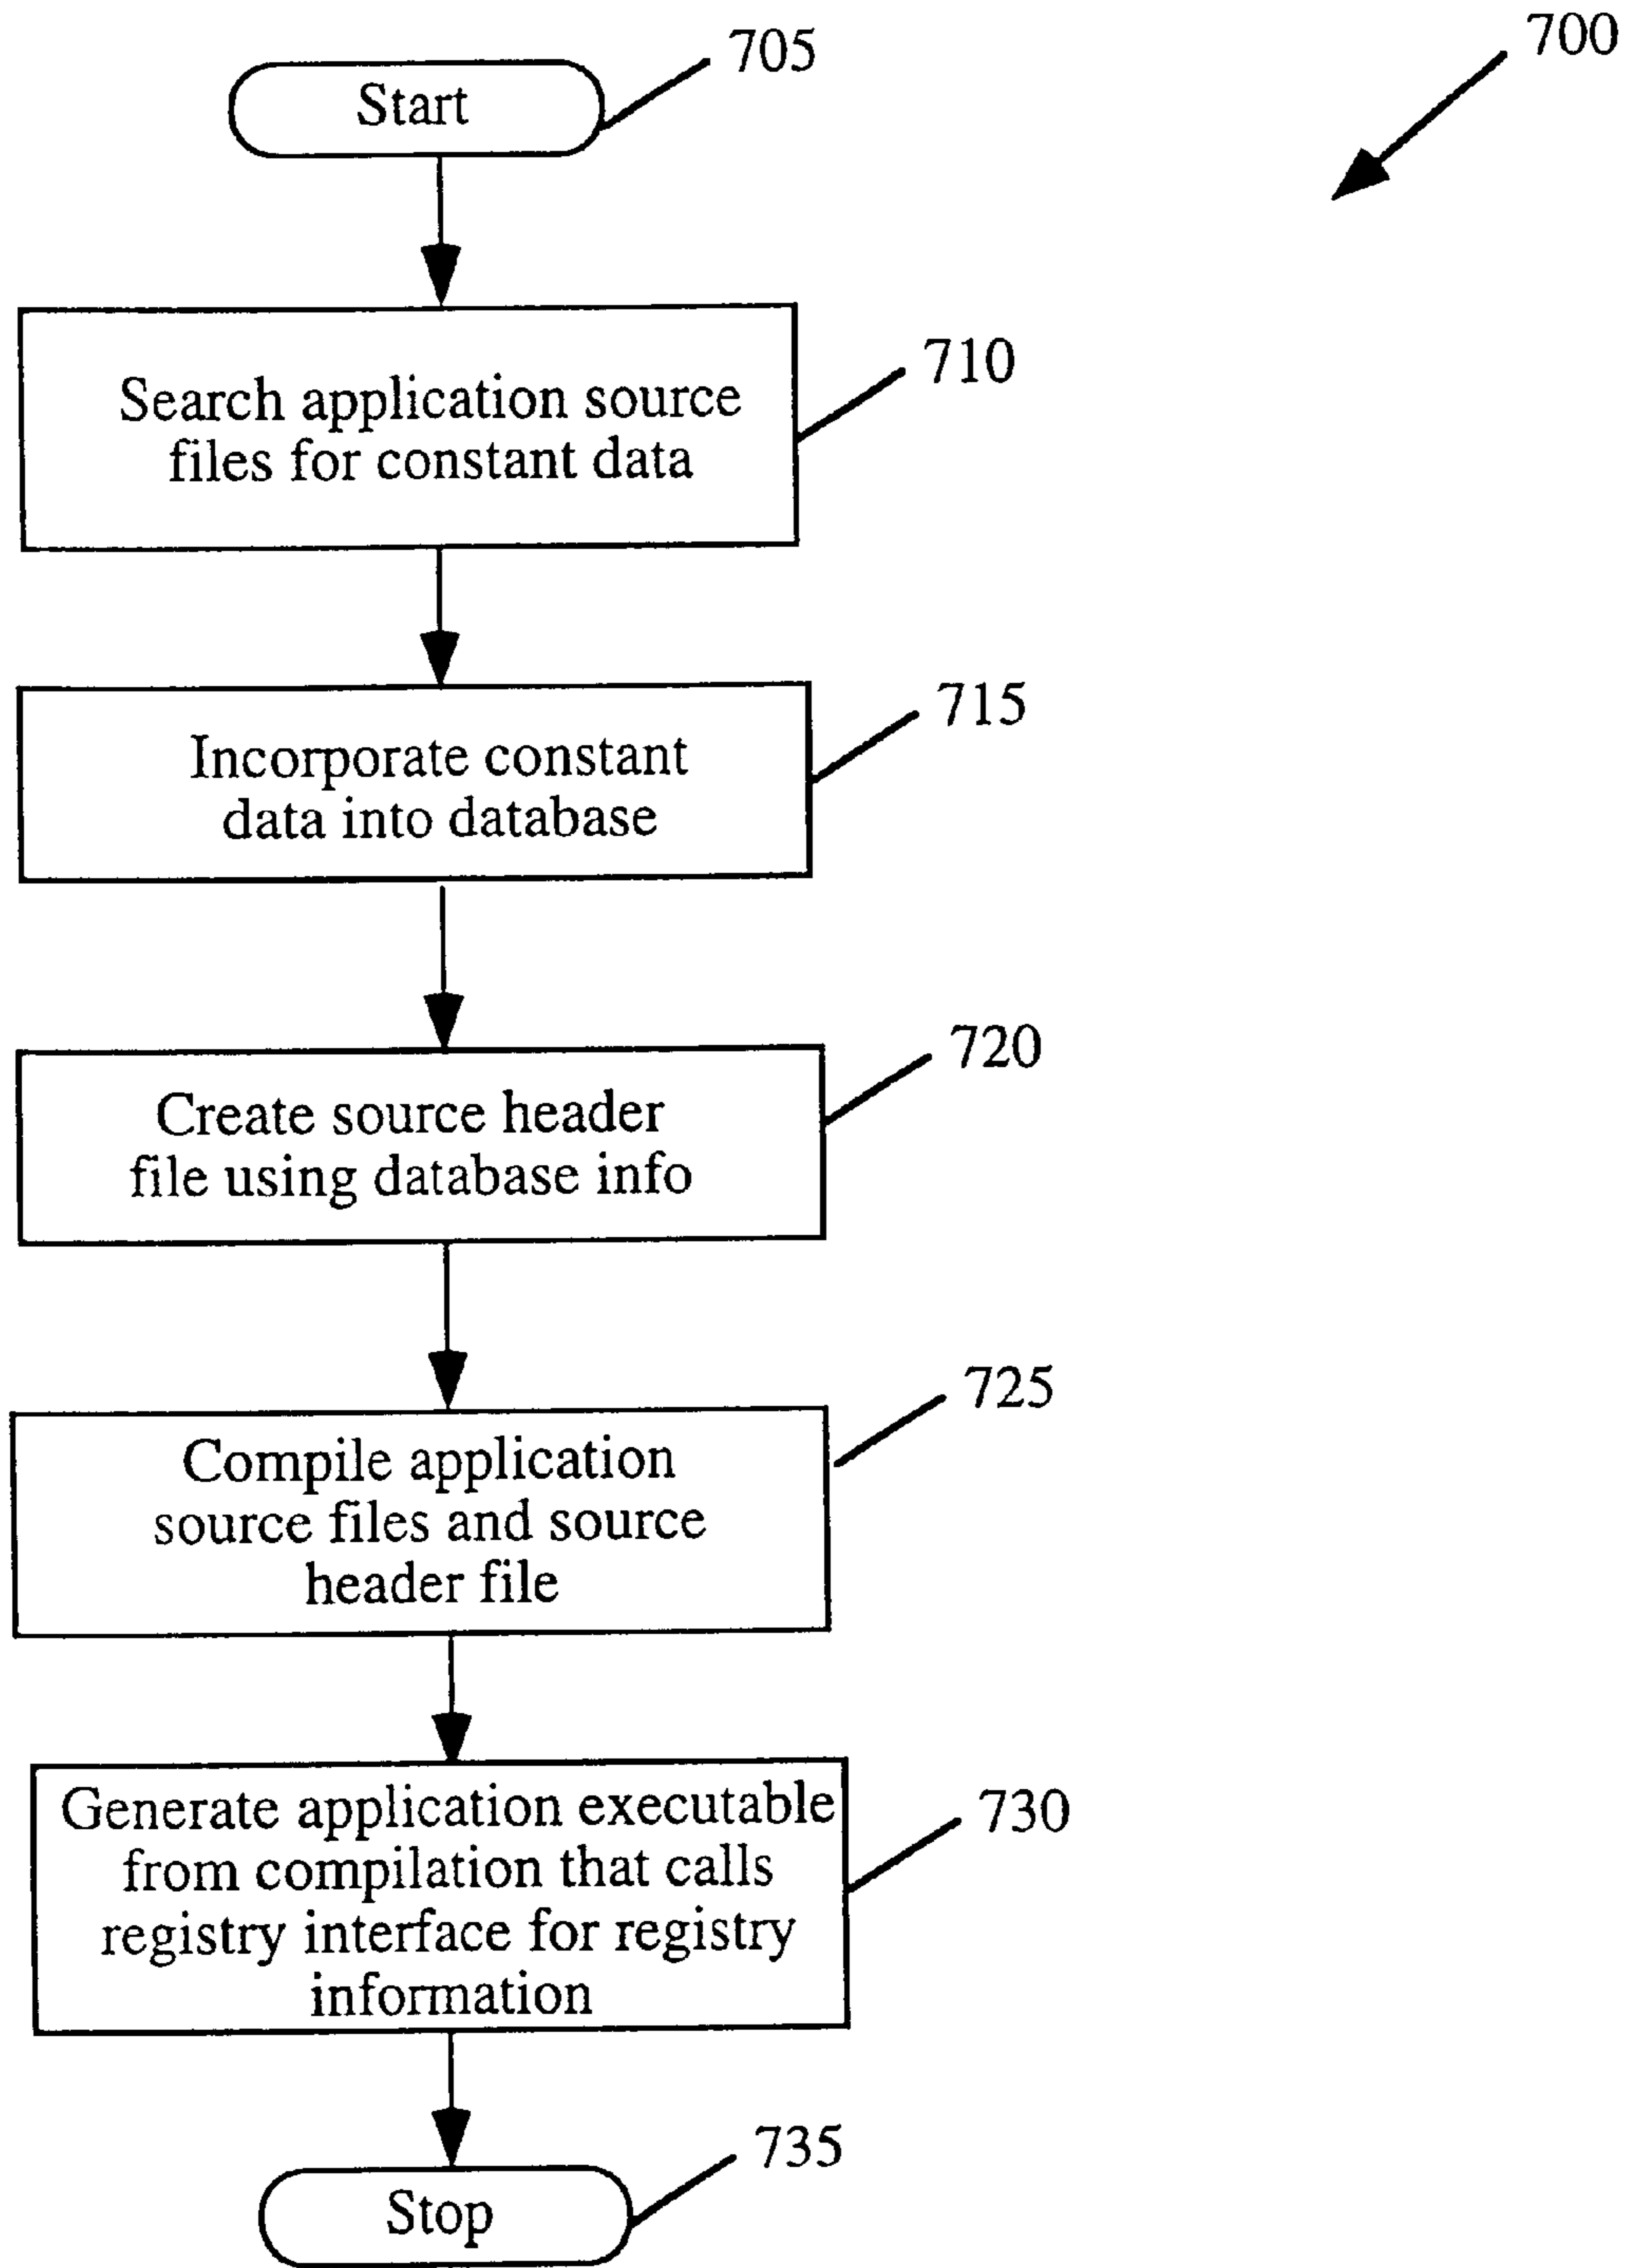 700
705
Start
710
Search application source
files for constant data
715
Incorporate constant
data into database
720
Create source header
file using database info
725
Compile application
source files and source
header file
730
Generate application executable
from compilation that calls
registry interface for registry
information
735
Stop